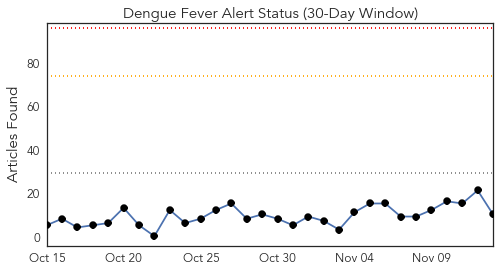 Dengue Fever Alert Status (30-Day Window)
Articles Found
80
60
40
20
0
Oct 15
Oct 20
Oct 25
Oct 30
Nov 04
Nov 09